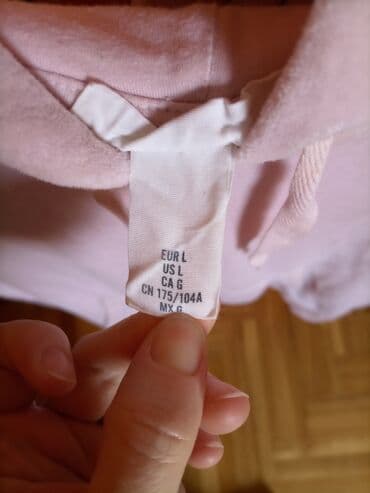 EUR L
US L
CA G
CN 175/104A
MX G